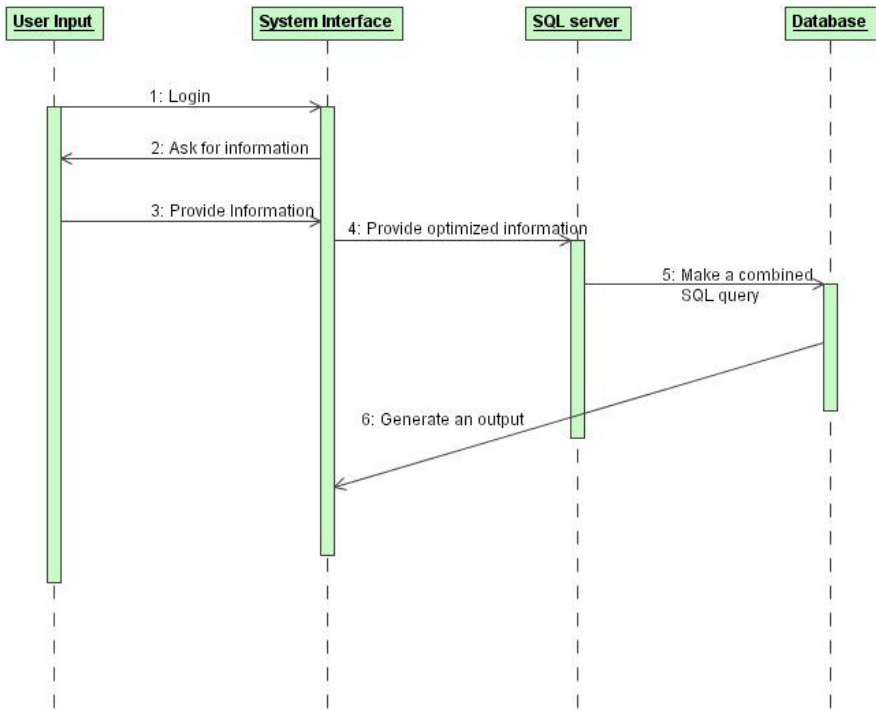 User Input
System Interface
SQL server
Database
1: Login
2: Ask for information
3: Provide Information
4: Provide optimized information
5: Make a combined
SQL query
6: Generate an output